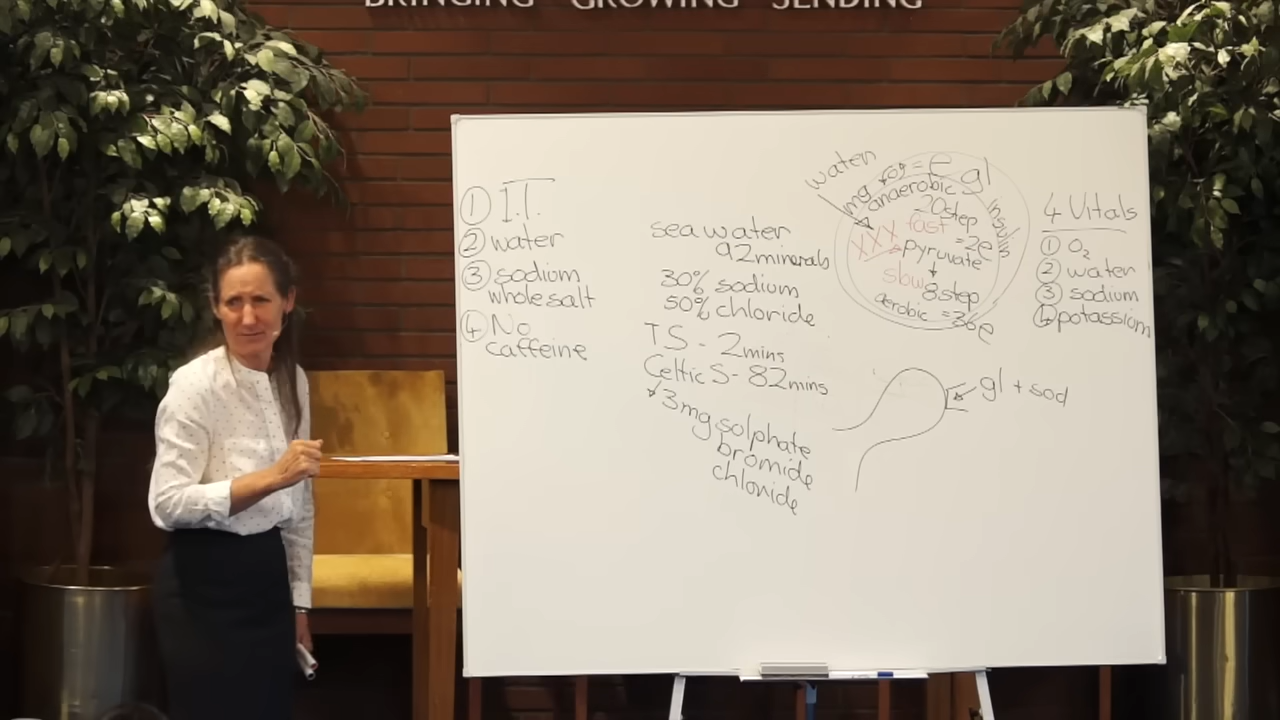 BRINGING GROWING SENDING
① I.T.
② water
③ sodium
whole salt
④ No
caffeine
sea water
92 minerals
30% sodium
50% chloride
TS - 2mins
Celtic S - 82mins
3mg solphate
bromide
chloride
water
mg
= e
gl
anaerobic
20step
insulin
XXX
fast
= 2e
pyruvate
slow
8step
aerobic = 36e
gl + sod
4 Vitals
① O₂
② water
③ sodium
④ potassium